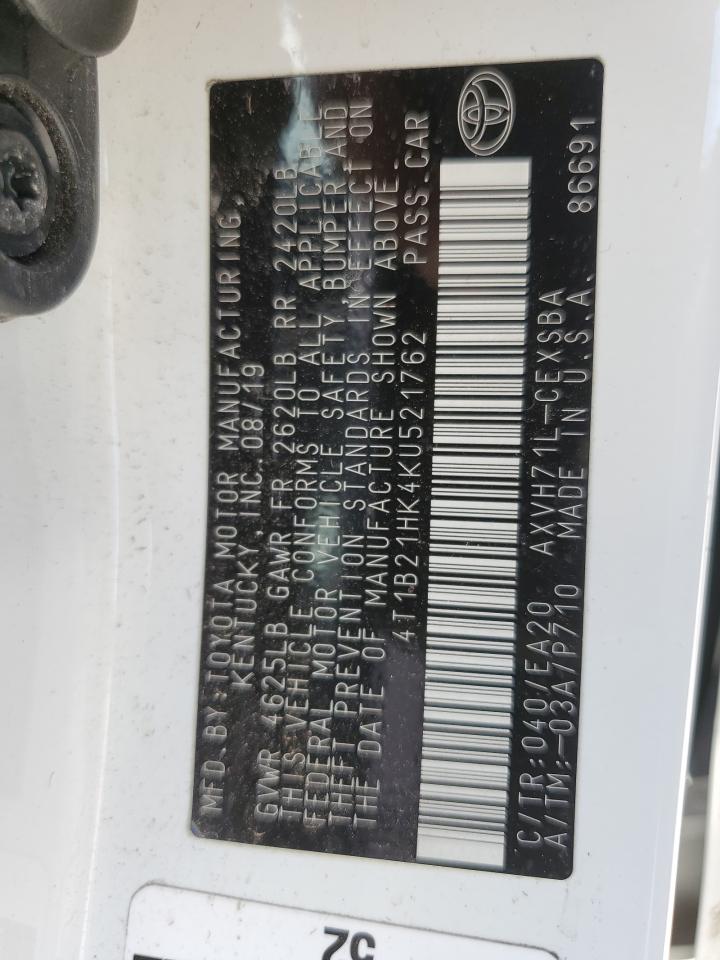 MFD.BY:TOYOTA MOTOR MANUFACTURING,
KENTUCKY,INC.08/19
GVWR 4625LB GAWR FR 2620LB RR 2420LB
THIS VEHICLE CONFORMS TO ALL APPLICABLE
FEDERAL MOTOR VEHICLE SAFETY,BUMPER,AND
THEFT PREVENTION STANDARDS IN EFFECT ON
THE DATE OF MANUFACTURE SHOWN ABOVE.
4T1B21HK4KU521762 PASS.CAR
C/TR:040/EA20 AXVH71L-CEXSBA
A/TM:-03A/P710 MADE IN U.S.A. 86691
52